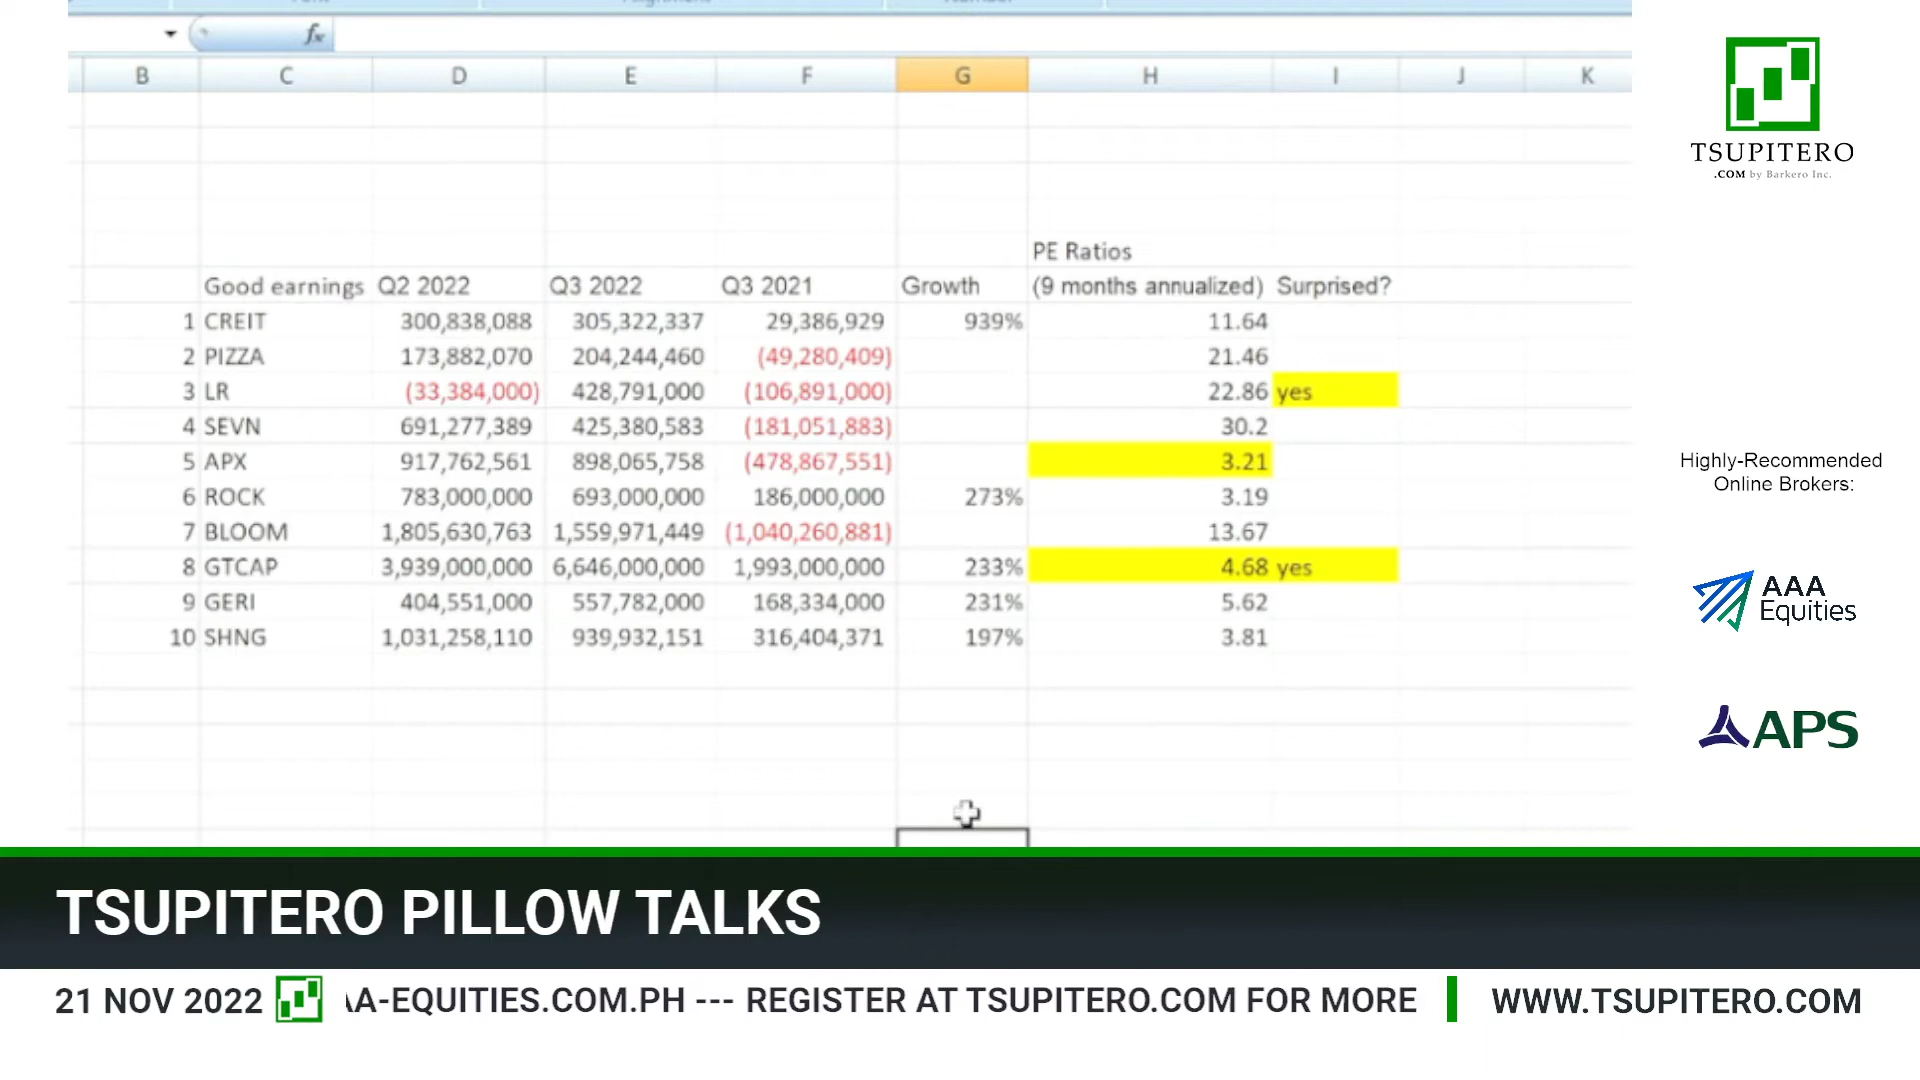 fx
B C D E F G H I J K
PE Ratios
Good earnings Q2 2022 Q3 2022 Q3 2021 Growth (9 months annualized) Surprised?
1 CREIT 300,838,088 305,322,337 29,386,929 939% 11.64
2 PIZZA 173,882,070 204,244,460 (49,280,409) 21.46
3 LR (33,384,000) 428,791,000 (106,891,000) 22.86 yes
4 SEVN 691,277,389 425,380,583 (181,051,883) 30.2
5 APX 917,762,561 898,065,758 (478,867,551) 3.21
6 ROCK 783,000,000 693,000,000 186,000,000 273% 3.19
7 BLOOM 1,805,630,763 1,559,971,449 (1,040,260,881) 13.67
8 GTCAP 3,939,000,000 6,646,000,000 1,993,000,000 233% 4.68 yes
9 GERI 404,551,000 557,782,000 168,334,000 231% 5.62
10 SHNG 1,031,258,110 939,932,151 316,404,371 197% 3.81
TSUPITERO
.COM by Barkero Inc.
Highly-Recommended
Online Brokers:
AAA
Equities
APS
TSUPITERO PILLOW TALKS
21 NOV 2022 AA-EQUITIES.COM.PH --- REGISTER AT TSUPITERO.COM FOR MORE WWW.TSUPITERO.COM